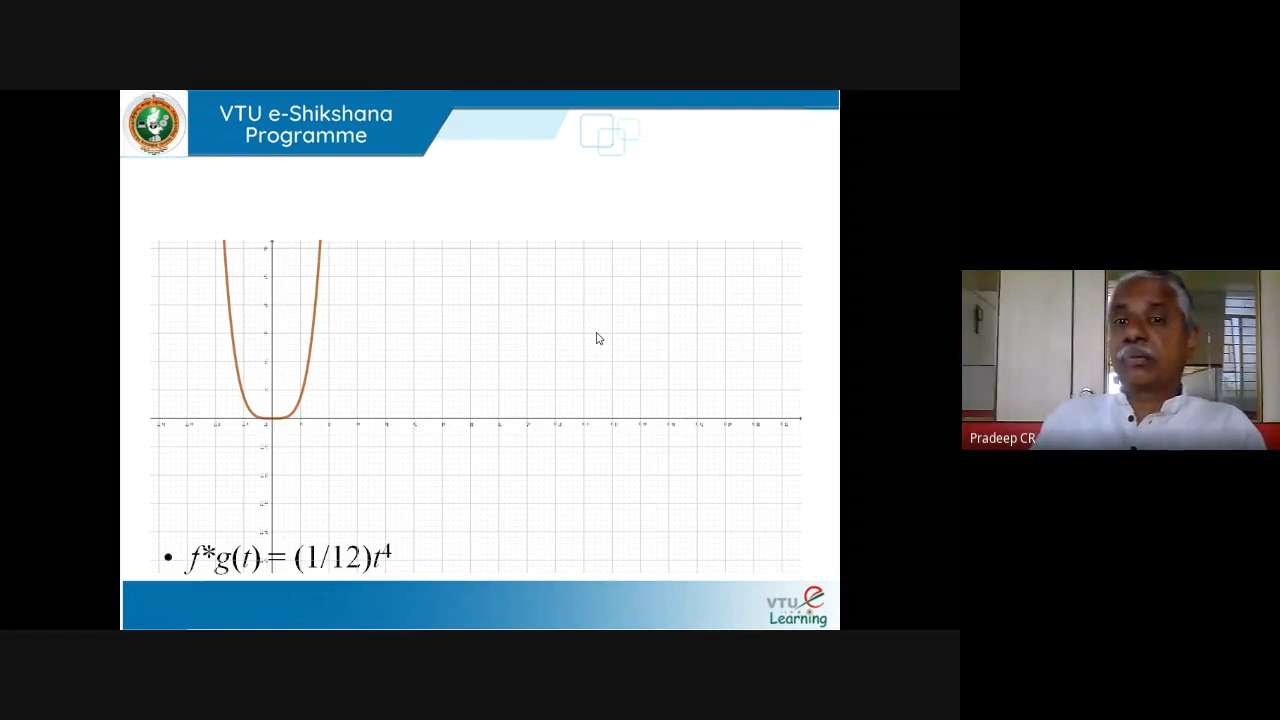 VTU e-Shikshana
Programme
• f*g(t) = (1/12)t⁴
VTU e
Learning
Pradeep CR